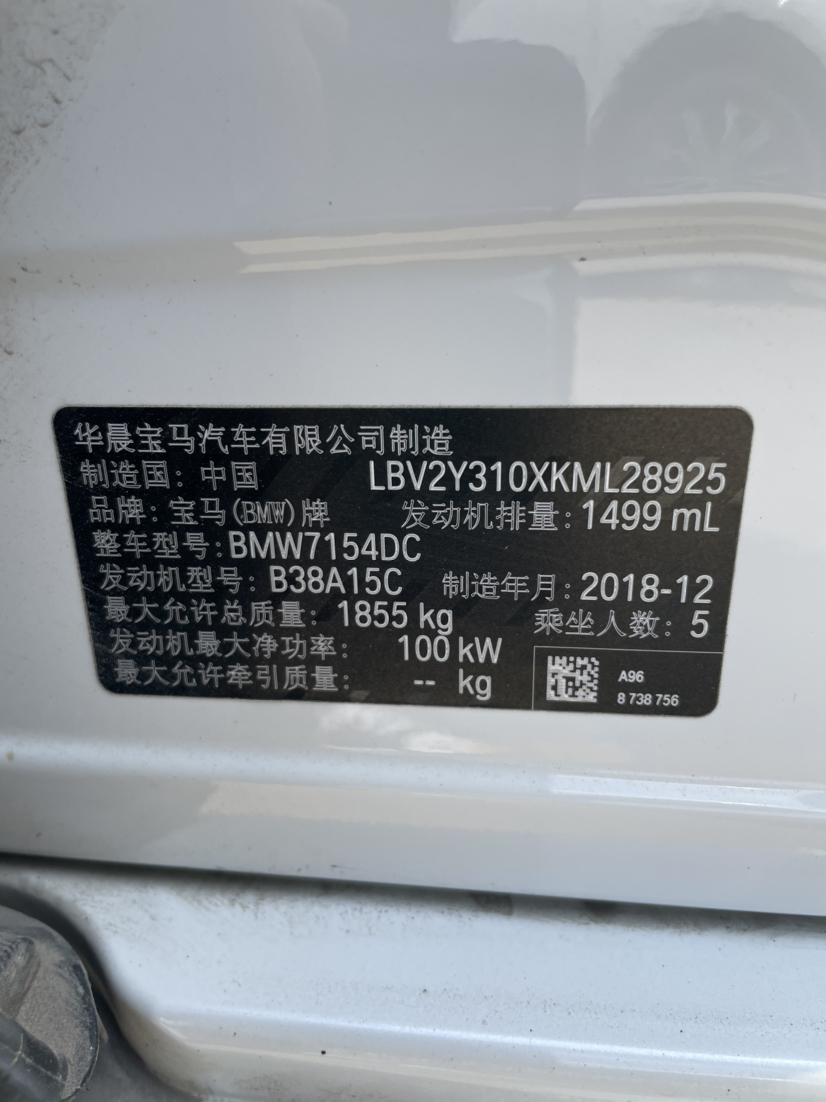 华晨宝马汽车有限公司制造
制造国: 中国 LBV2Y310XKML28925
品牌: 宝马(BMW)牌 发动机排量: 1499 mL
整车型号: BMW7154DC
发动机型号: B38A15C 制造年月: 2018-12
最大允许总质量: 1855 kg 乘坐人数: 5
发动机最大净功率: 100 kW
最大允许牵引质量: -- kg
A96
8 738 756